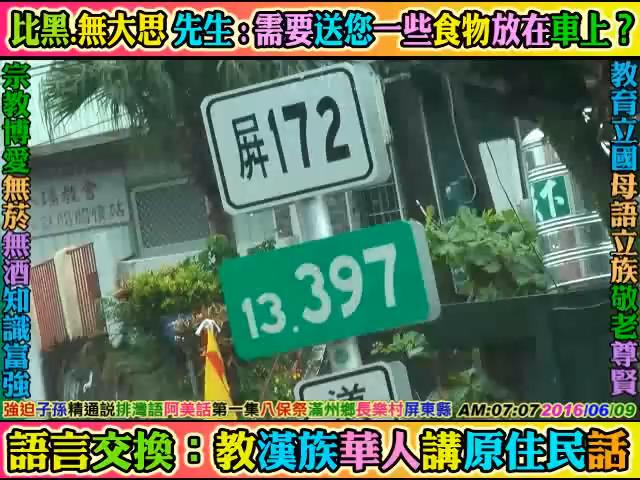 比黑.無大思 先生：需要送您一些食物放在車上？
宗教博愛無菸無酒知識富強
教育立國母語立族敬老尊賢
屏172
13.397
道
強迫子孫精通説排灣語阿美話第一集八保祭滿州鄉長樂村屏東縣 AM:07:07 2016/06/09
語言交換：教漢族華人講原住民話